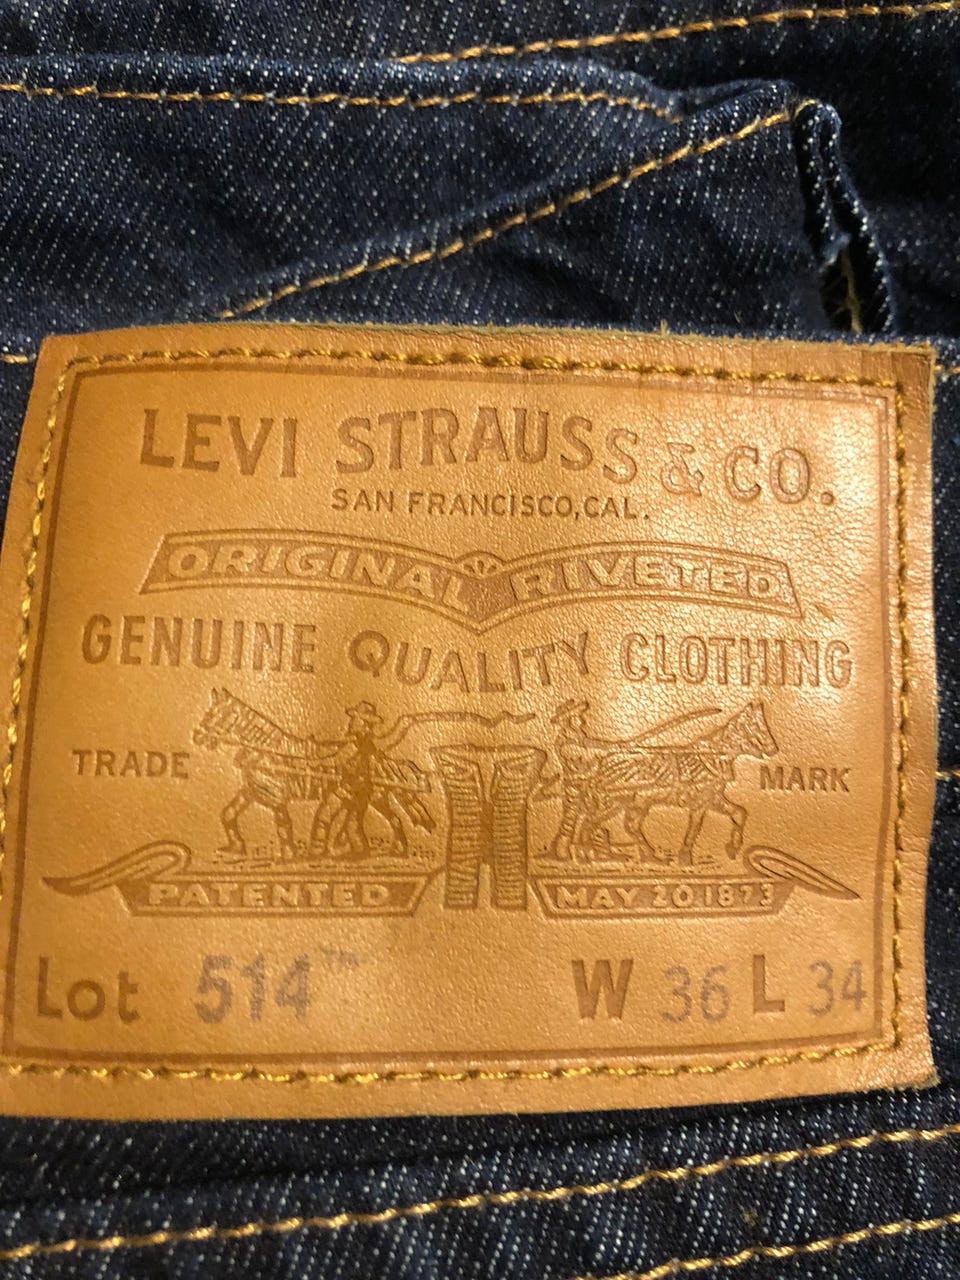 LEVI STRAUSS & CO.
SAN FRANCISCO, CAL.
ORIGINAL RIVETED
GENUINE QUALITY CLOTHING
TRADE MARK
PATENTED MAY 20 1873
Lot 514™ W 36 L 34